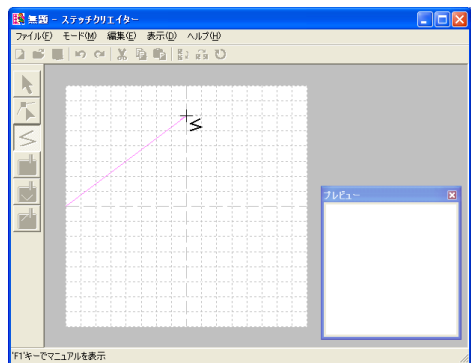 無題 - ステッチクリエイター
ファイル(F) モード(M) 編集(E) 表示(D) ヘルプ(H)
プレビュー
'F1'キーでマニュアルを表示